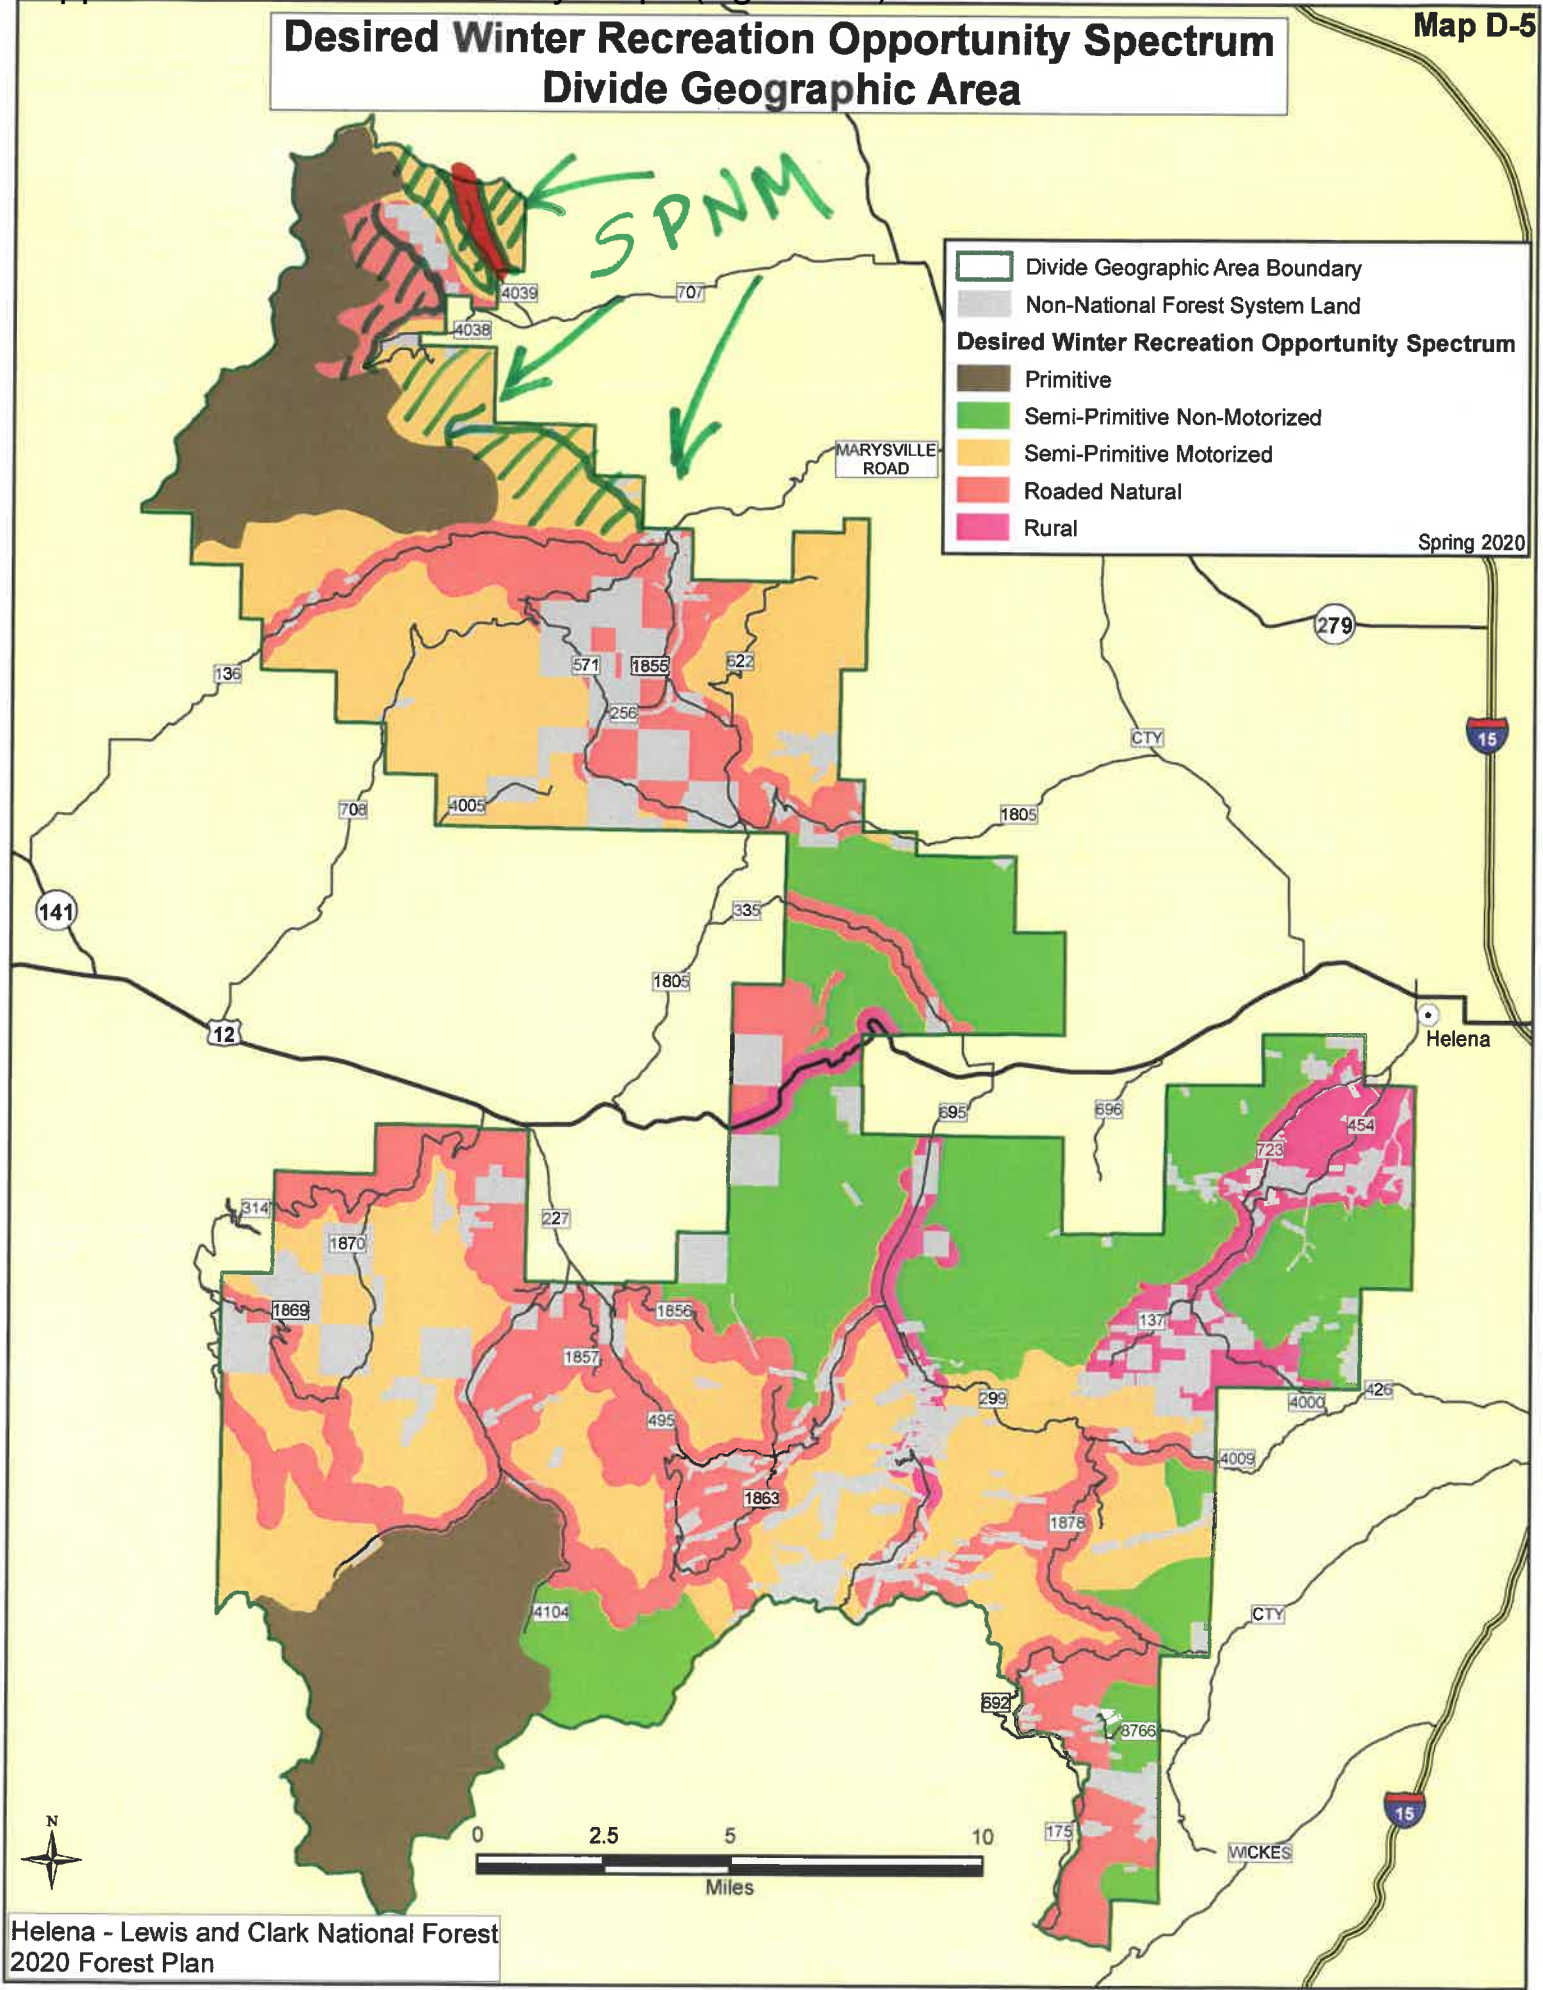 Desired Winter Recreation Opportunity Spectrum
Divide Geographic Area
Map D-5
SPNM
4039
707
4038
Divide Geographic Area Boundary
Non-National Forest System Land
Desired Winter Recreation Opportunity Spectrum
Primitive
Semi-Primitive Non-Motorized
Semi-Primitive Motorized
Roaded Natural
Rural
Spring 2020
MARYSVILLE
ROAD
279
136
571
1855
622
256
15
CTY
708
4005
1805
141
335
1805
12
Helena
695
696
454
723
314
227
1870
1869
1856
137
1857
299
426
4000
495
4009
1863
1878
4104
CTY
692
8766
15
175
WICKES
N
0
2.5
5
10
Miles
Helena - Lewis and Clark National Forest
2020 Forest Plan